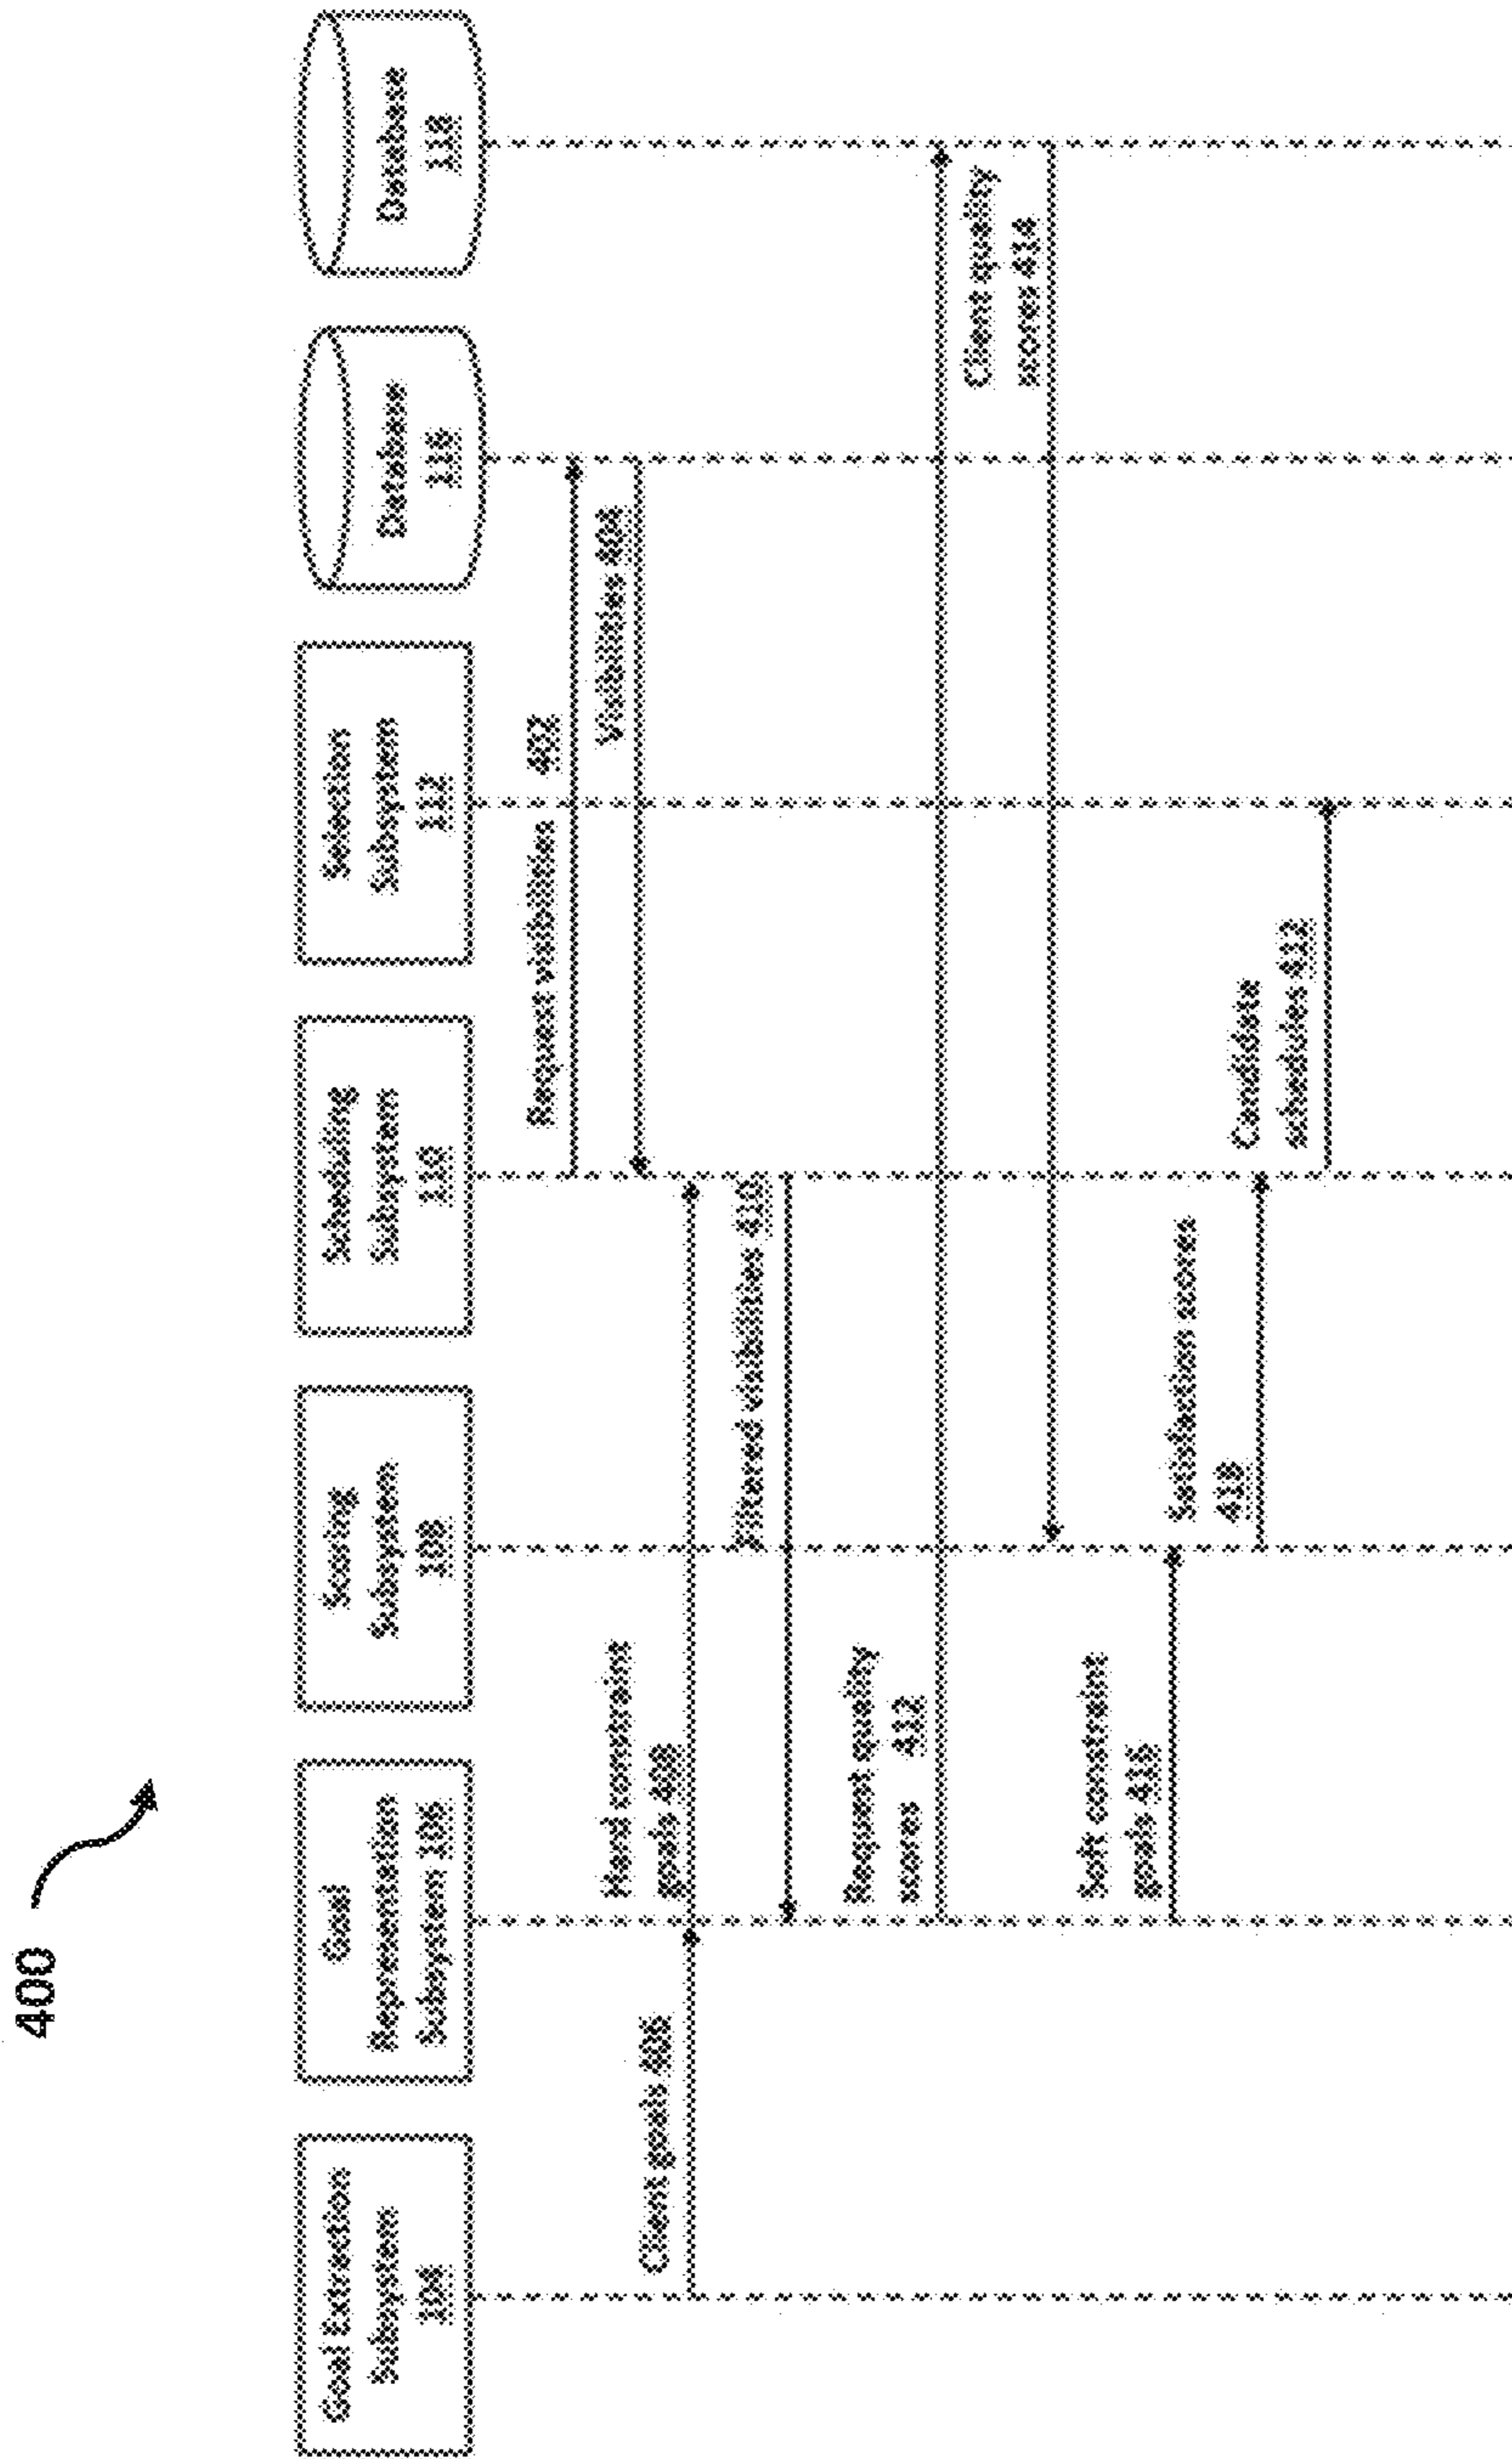 400
Goal Extraction
Subsystem
104
Goal
Representation
Subsystem 106
Scoring
Subsystem
108
Scheduling
Subsystem
110
Selection
Subsystem
112
Database
116
Database
118
Request visibilities 402
Visibilities 404
Client goals 406
Hard constraint
goals 408
Filtered visibilities 410
Request quality
scores 412
Client quality
scores 414
Soft constraint
goals 416
Satisfaction scores
418
Candidate
schedules